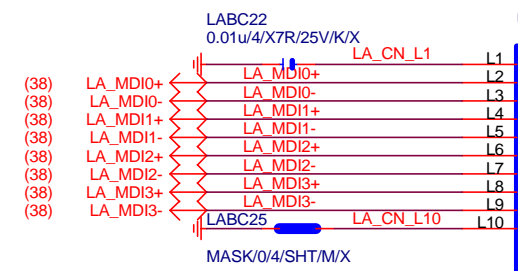 LABC22
0.01u/4/X7R/25V/K/X
LA_CN_L1 L1
LA_MDI0+ L2
(38) LA_MDI0+ LA_MDI0- L3
(38) LA_MDI0- LA_MDI1+ L4
(38) LA_MDI1+ LA_MDI1- L5
(38) LA_MDI1- LA_MDI2+ L6
(38) LA_MDI2+ LA_MDI2- L7
(38) LA_MDI2- LA_MDI3+ L8
(38) LA_MDI3+ LA_MDI3- L9
(38) LA_MDI3- LABC25 LA_CN_L10 L10
MASK/0/4/SHT/M/X